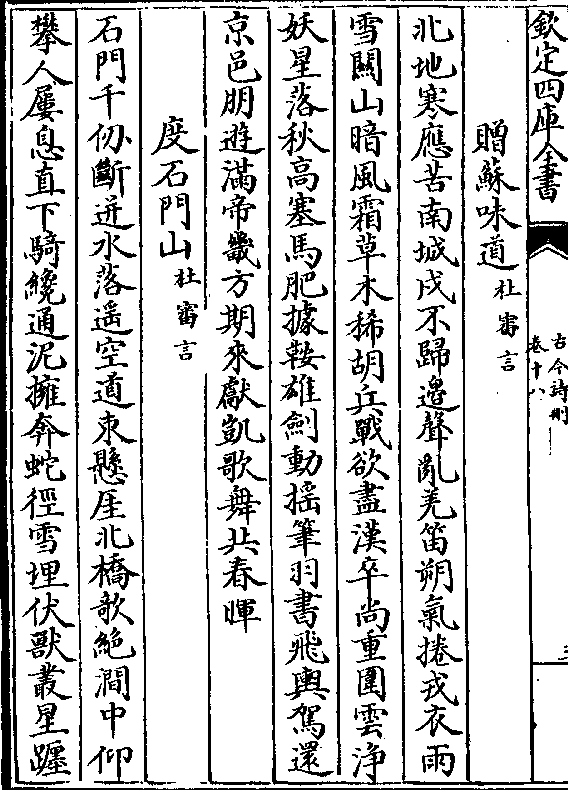 欽定四庫全書
古今詩刪
卷十八
贈蘇味道 杜審言
北地寒應苦南城戍不歸邊聲亂羌笛朔氣捲戎衣雨
雪關山暗風霜草木稀胡兵戰欲盡漢卒尚重圍雲浄
妖星落秋高塞馬肥據鞍雄劍動揺筆羽書飛輿駕還
京邑朋遊滿帝畿方期來獻凱歌舞共春暉
度石門山 杜審言
石門千仞斷迸水落遥空道束懸厓北橋欹絶澗中仰
攀人屢息直下騎纔通泥擁奔蛇徑雪埋伏獸叢星躔